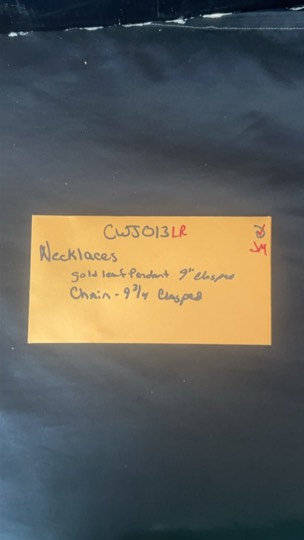 CWJ013LR
Necklaces
gold leaf Pendant 9" clasped
Chain - 9 3/4 Clasped